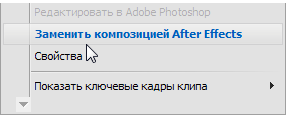 Редактировать в Adobe Photoshop
Заменить композицией After Effects
Свойства
Показать ключевые кадры клипа